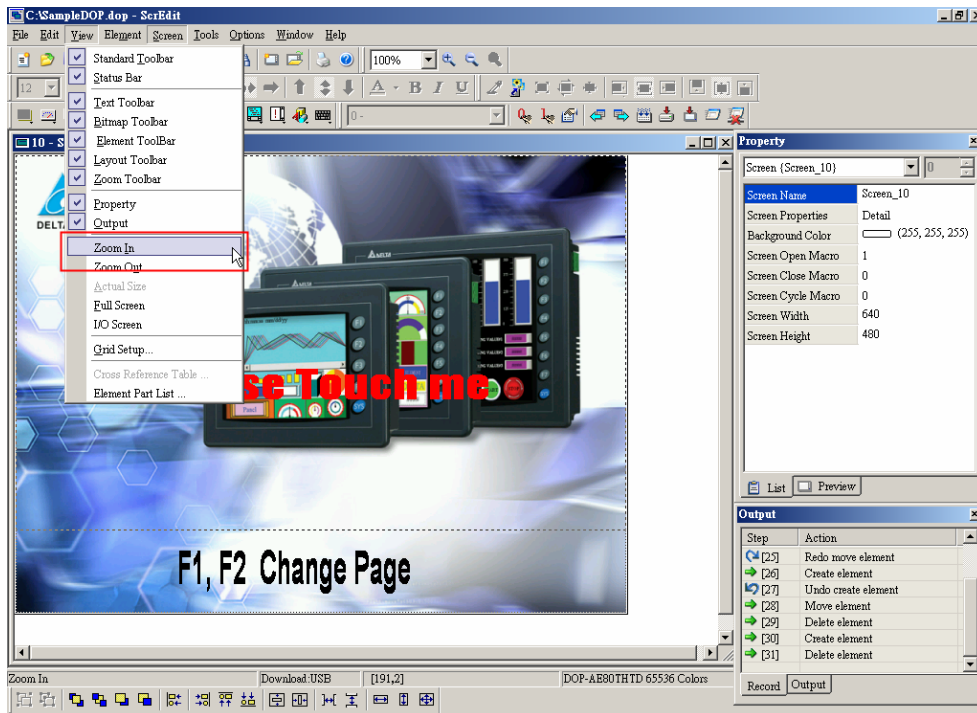 C:\SampleDOP.dop - ScrEdit
File Edit View Element Screen Tools Options Window Help
100%
12
A B I U
0 -
Standard Toolbar
Status Bar
Text Toolbar
Bitmap Toolbar
Element ToolBar
Layout Toolbar
Zoom Toolbar
Property
Output
Zoom In
Zoom Out
Actual Size
Full Screen
I/O Screen
Grid Setup...
Cross Reference Table ...
Element Part List ...
10 - S
DELT
se Touch me
F1, F2 Change Page
Property
Screen {Screen_10}
0
Screen Name Screen_10
Screen Properties Detail
Background Color (255, 255, 255)
Screen Open Macro 1
Screen Close Macro 0
Screen Cycle Macro 0
Screen Width 640
Screen Height 480
List Preview
Output
Step Action
[25] Redo move element
[26] Create element
[27] Undo create element
[28] Move element
[29] Delete element
[30] Create element
[31] Delete element
Record Output
Zoom In Download:USB [191,2] DOP-AE80THTD 65536 Colors